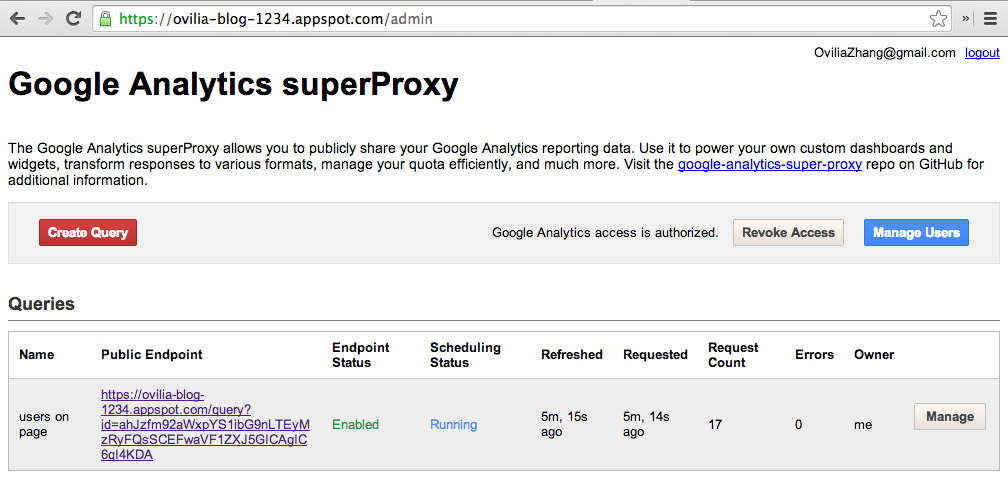 https://ovilia-blog-1234.appspot.com/admin
»
OviliaZhang@gmail.com logout
Google Analytics superProxy
The Google Analytics superProxy allows you to publicly share your Google Analytics reporting data. Use it to power your own custom dashboards and
widgets, transform responses to various formats, manage your quota efficiently, and much more. Visit the google-analytics-super-proxy repo on GitHub for
additional information.
Create Query Google Analytics access is authorized. Revoke Access Manage Users
Queries
Name Public Endpoint Endpoint Status Scheduling Status Refreshed Requested Request Count Errors Owner
users on page
https://ovilia-blog-
1234.appspot.com/query?
id=ahJzfm92aWxpYS1ibG9nLTEyM
zRyFQsSCEFwaVF1ZXJ5GICAgIC
6gI4KDA
Enabled
Running
5m, 15s ago
5m, 14s ago
17
0
me
Manage